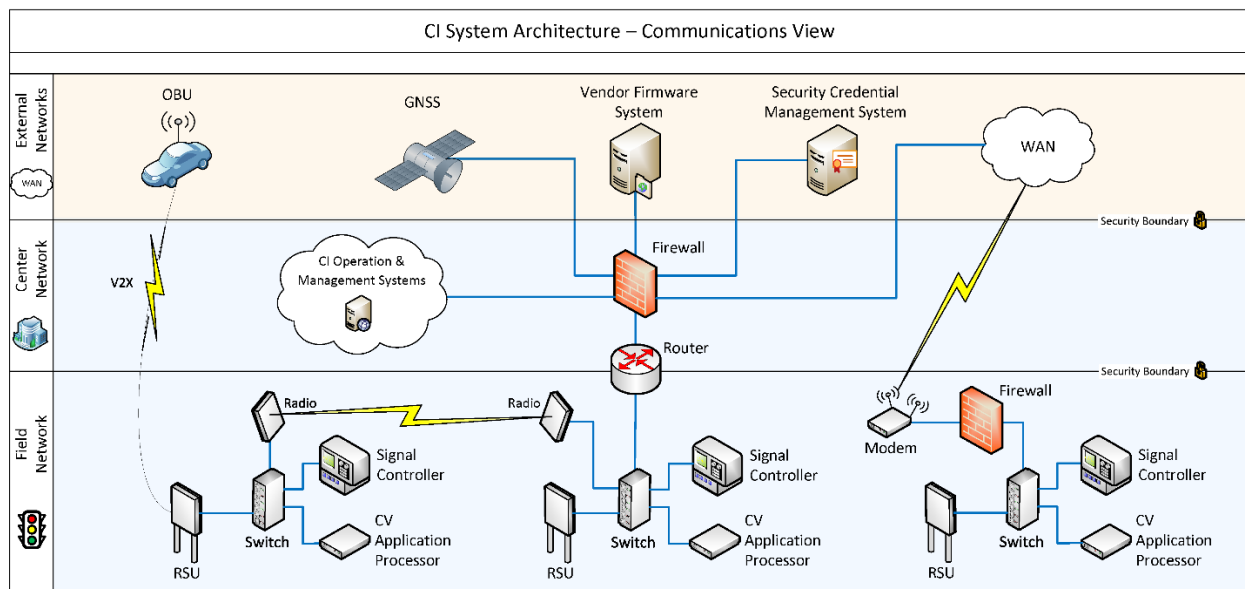 CI System Architecture – Communications View
External
Networks
WAN
OBU
GNSS
Vendor Firmware
System
Security Credential
Management System
WAN
Security Boundary
Center
Network
V2X
CI Operation &
Management Systems
Firewall
Router
Security Boundary
Field
Network
Radio
Radio
Modem
Firewall
Signal
Controller
Signal
Controller
Signal
Controller
RSU
Switch
CV
Application
Processor
RSU
Switch
CV
Application
Processor
RSU
Switch
CV
Application
Processor